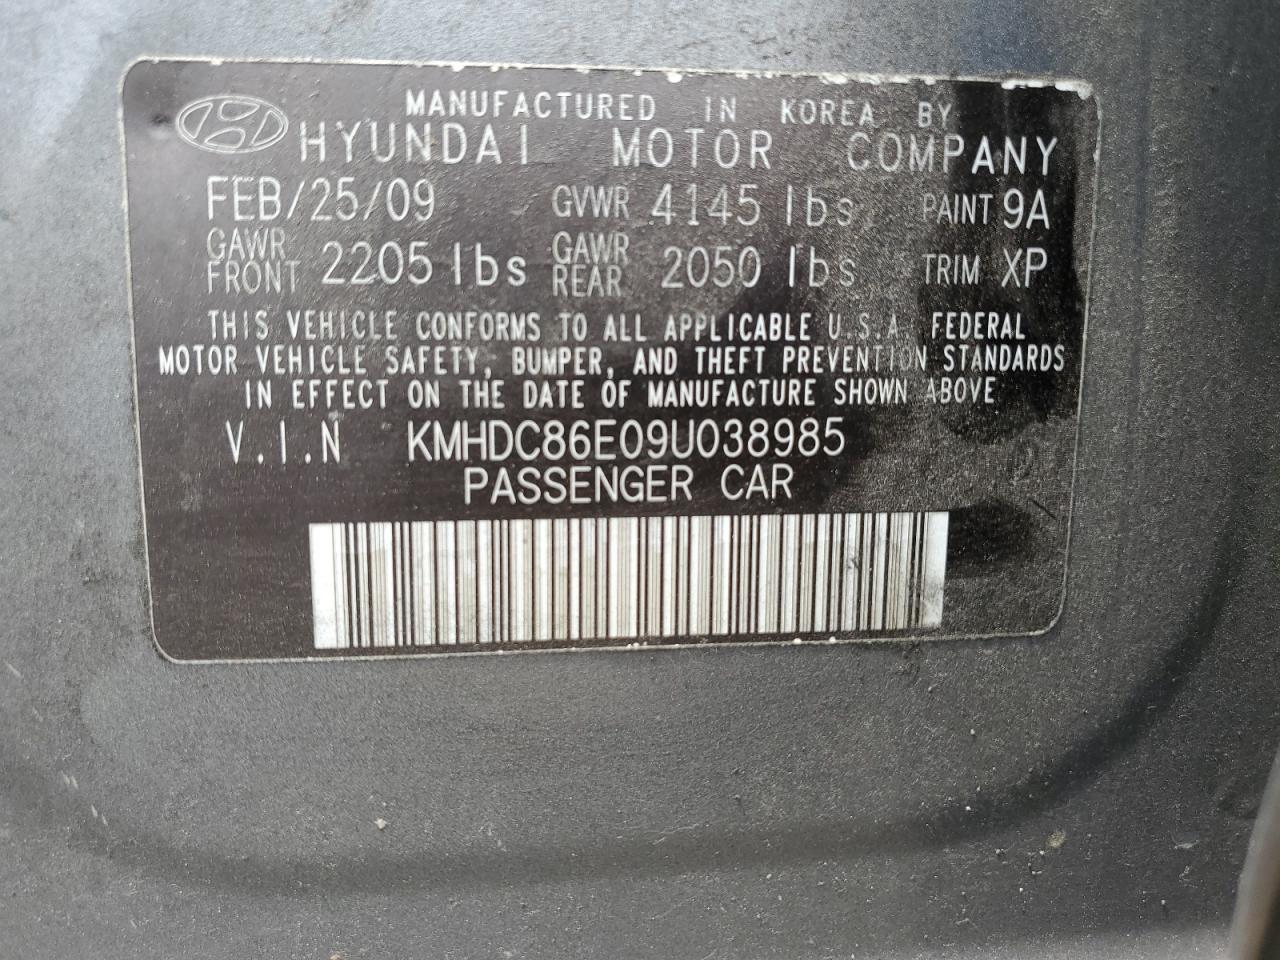 MANUFACTURED IN KOREA BY
HYUNDAI MOTOR COMPANY
FEB/25/09 GVWR 4145 lbs PAINT 9A
GAWR FRONT 2205 lbs GAWR REAR 2050 lbs TRIM XP
THIS VEHICLE CONFORMS TO ALL APPLICABLE U.S.A. FEDERAL
MOTOR VEHICLE SAFETY, BUMPER, AND THEFT PREVENTION STANDARDS
IN EFFECT ON THE DATE OF MANUFACTURE SHOWN ABOVE
V.I.N KMHDC86E09U038985
PASSENGER CAR